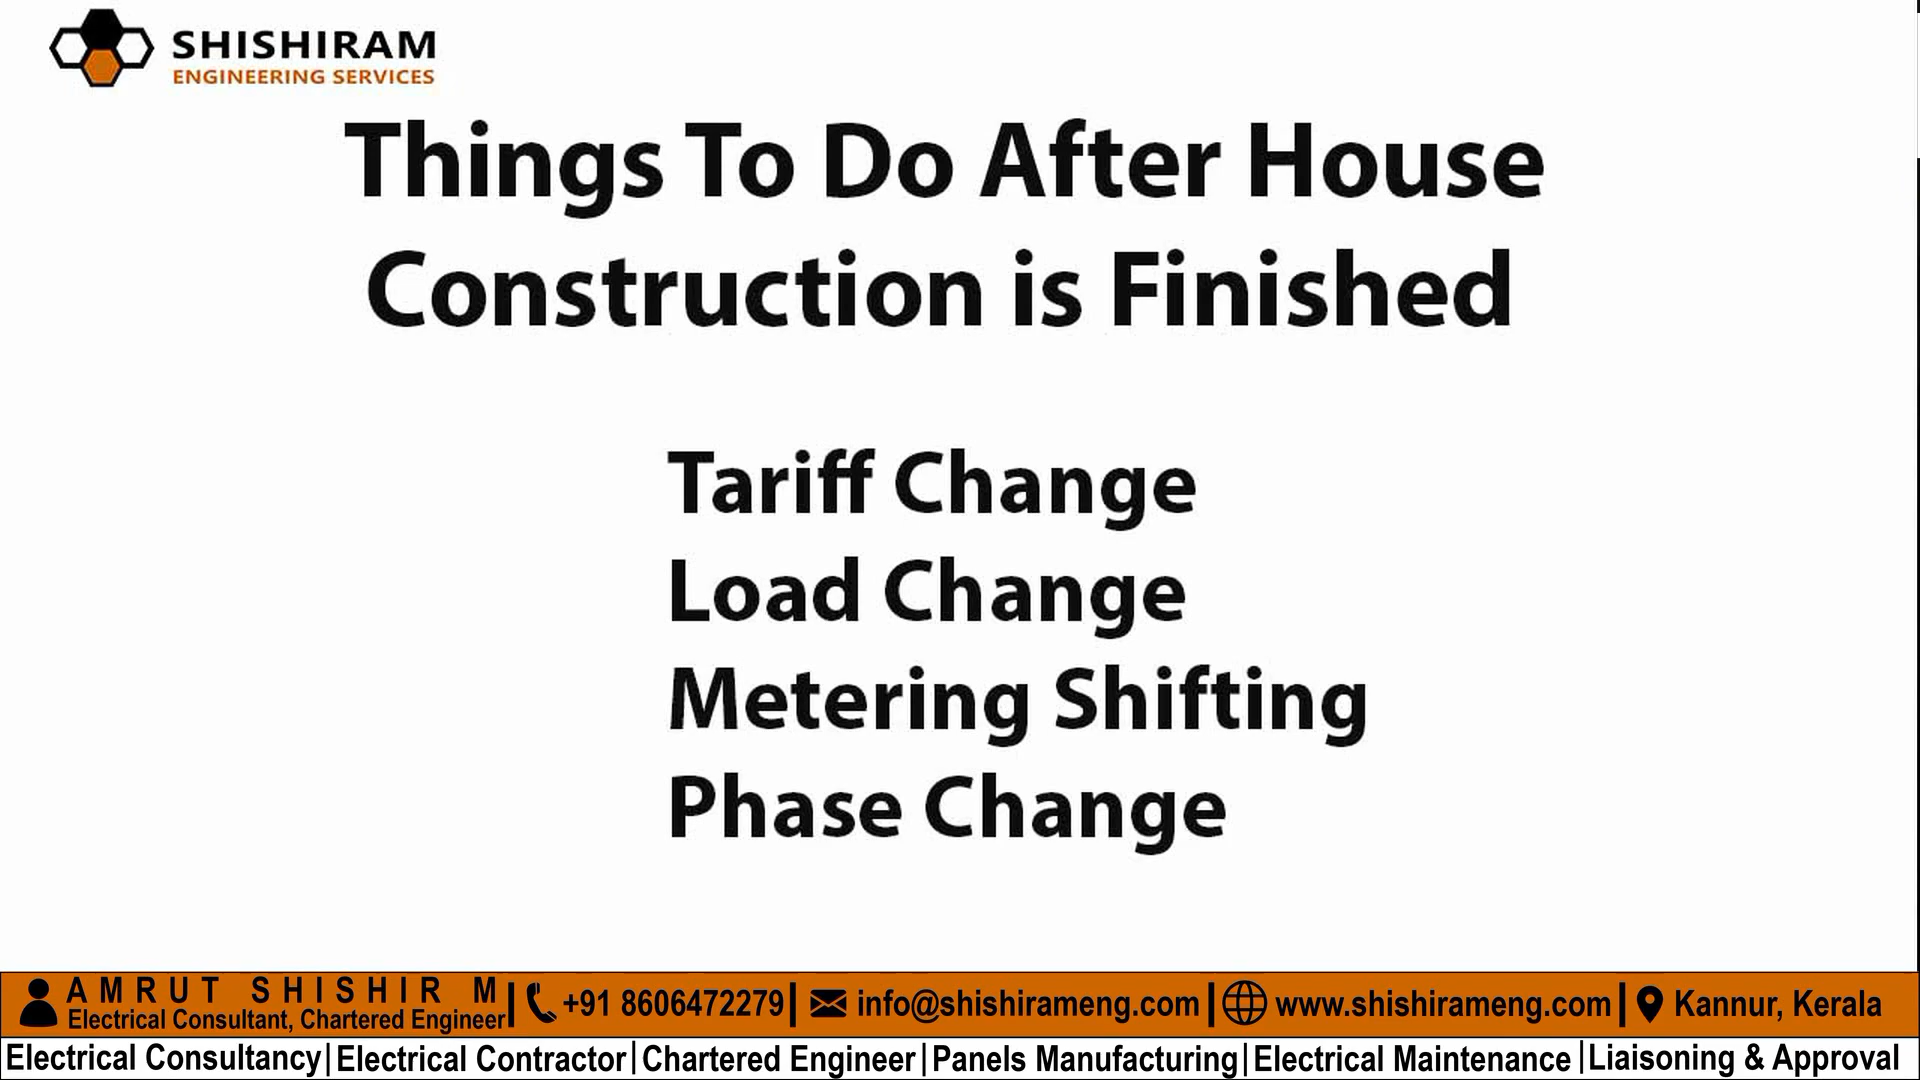 SHISHIRAM
ENGINEERING SERVICES
Things To Do After House
Construction is Finished
Tariff Change
Load Change
Metering Shifting
Phase Change
AMRUT SHISHIR M
Electrical Consultant, Chartered Engineer
+91 8606472279
info@shishirameng.com
www.shishirameng.com
Kannur, Kerala
Electrical Consultancy|Electrical Contractor|Chartered Engineer|Panels Manufacturing|Electrical Maintenance |Liaisoning & Approval